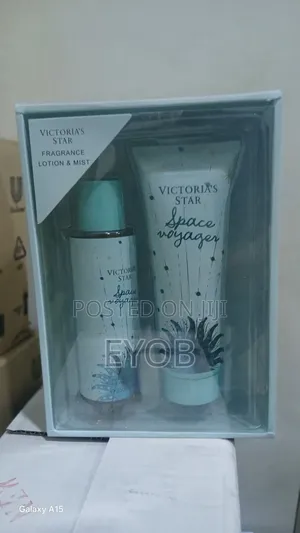 VICTORIA'S
STAR
FRAGRANCE
LOTION & MIST
VICTORIA'S
STAR
Space
voyager
VICTORIA'S
STAR
Space
voyager
POSTED ON JIJI
EYOB
Galaxy A15